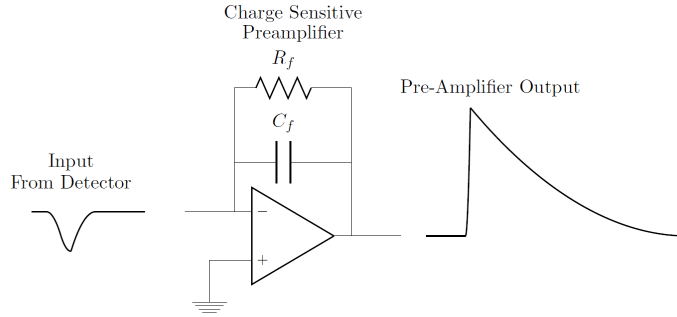 Charge Sensitive
Preamplifier
R_f
Pre-Amplifier Output
C_f
Input
From Detector
−
+